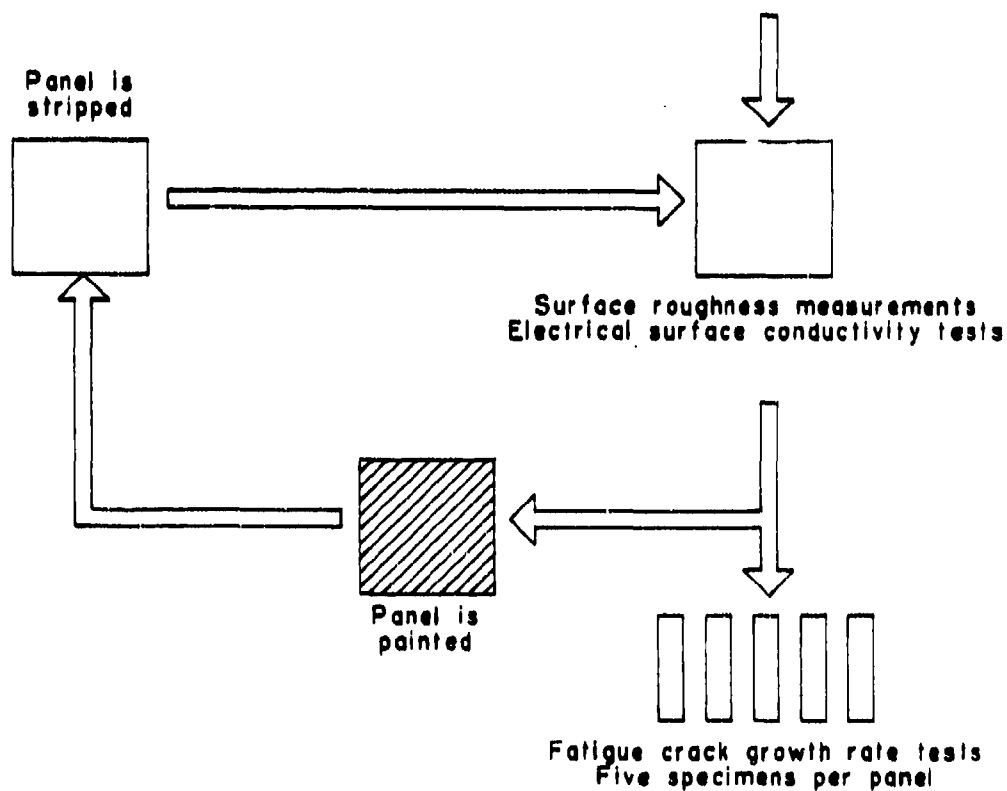 Panel is
stripped
Surface roughness measurements
Electrical surface conductivity tests
Panel is
painted
Fatigue crack growth rate tests
Five specimens per panel